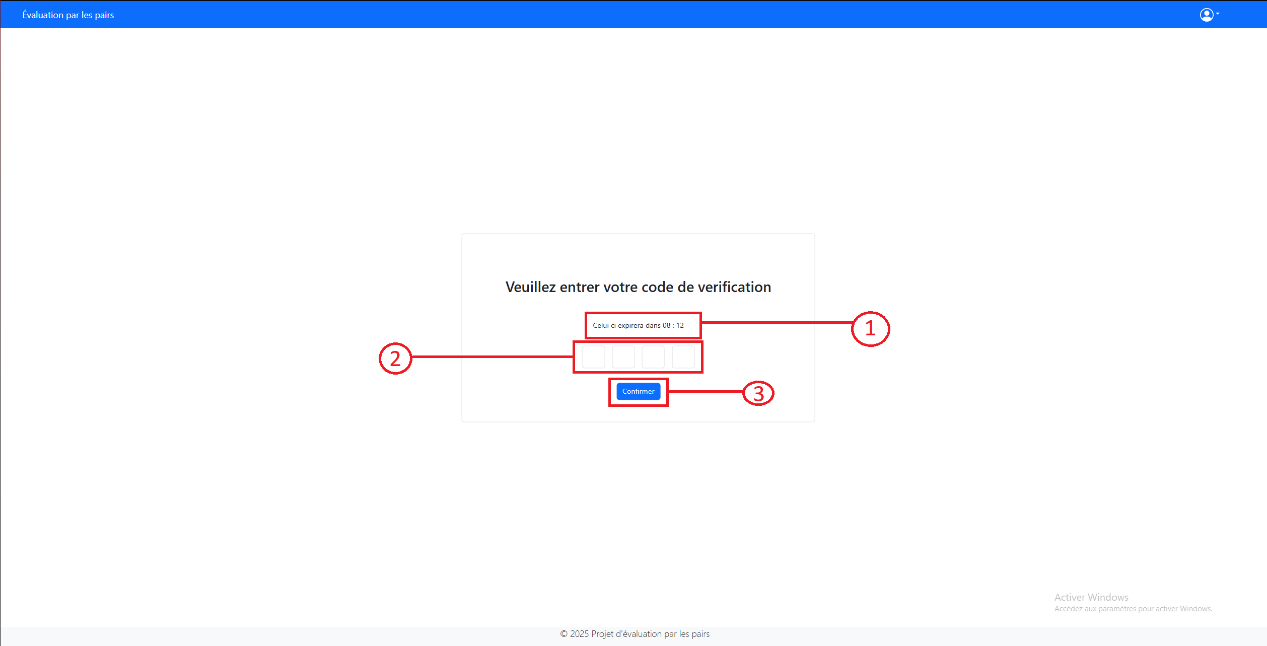 Évaluation par les pairs
Veuillez entrer votre code de verification
Celui ci expirera dans 08 : 12
1
2
Confirmer
3
Activer Windows
Accédez aux paramètres pour activer Windows.
© 2025 Projet d'évaluation par les pairs